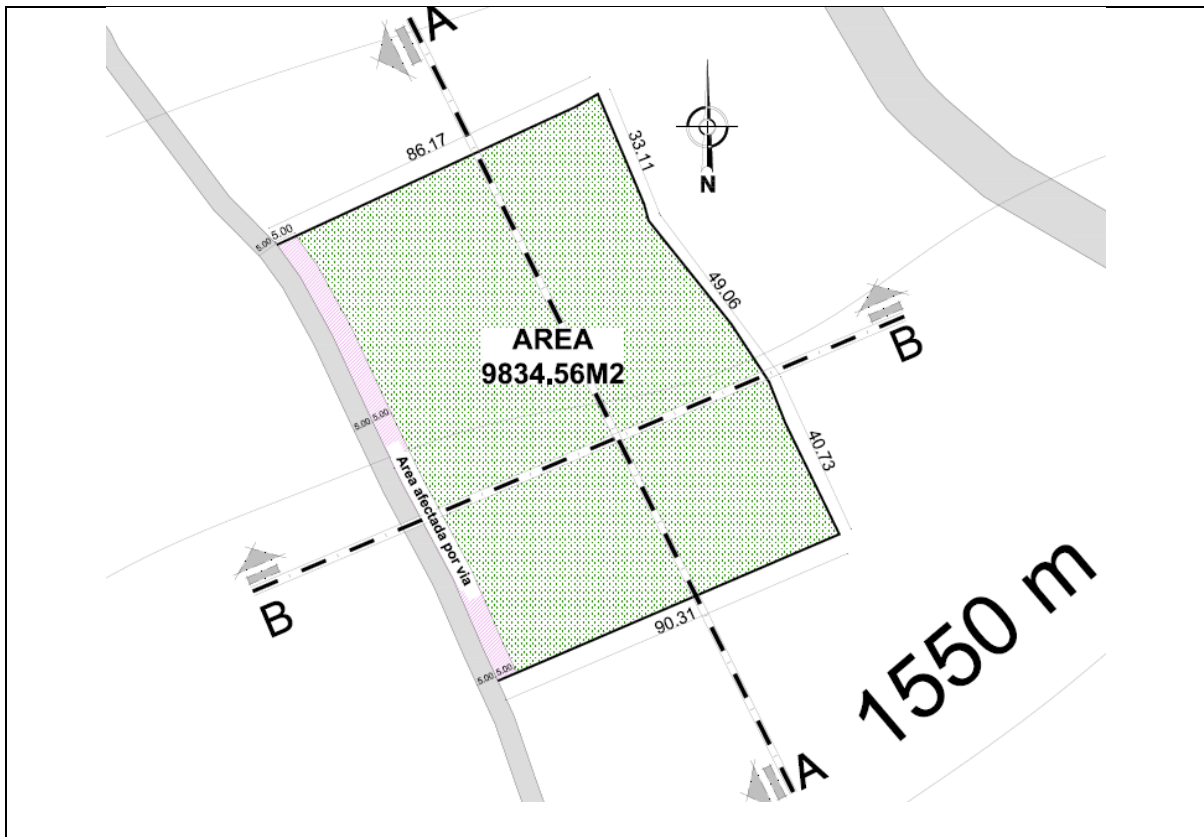 A
86.17
33.11
N
5.00 5.00
49.06
AREA
9834.56M2
B
5.00 5.00
40.73
Area afectada por via
B
90.31
5.00 5.00
1550 m
A